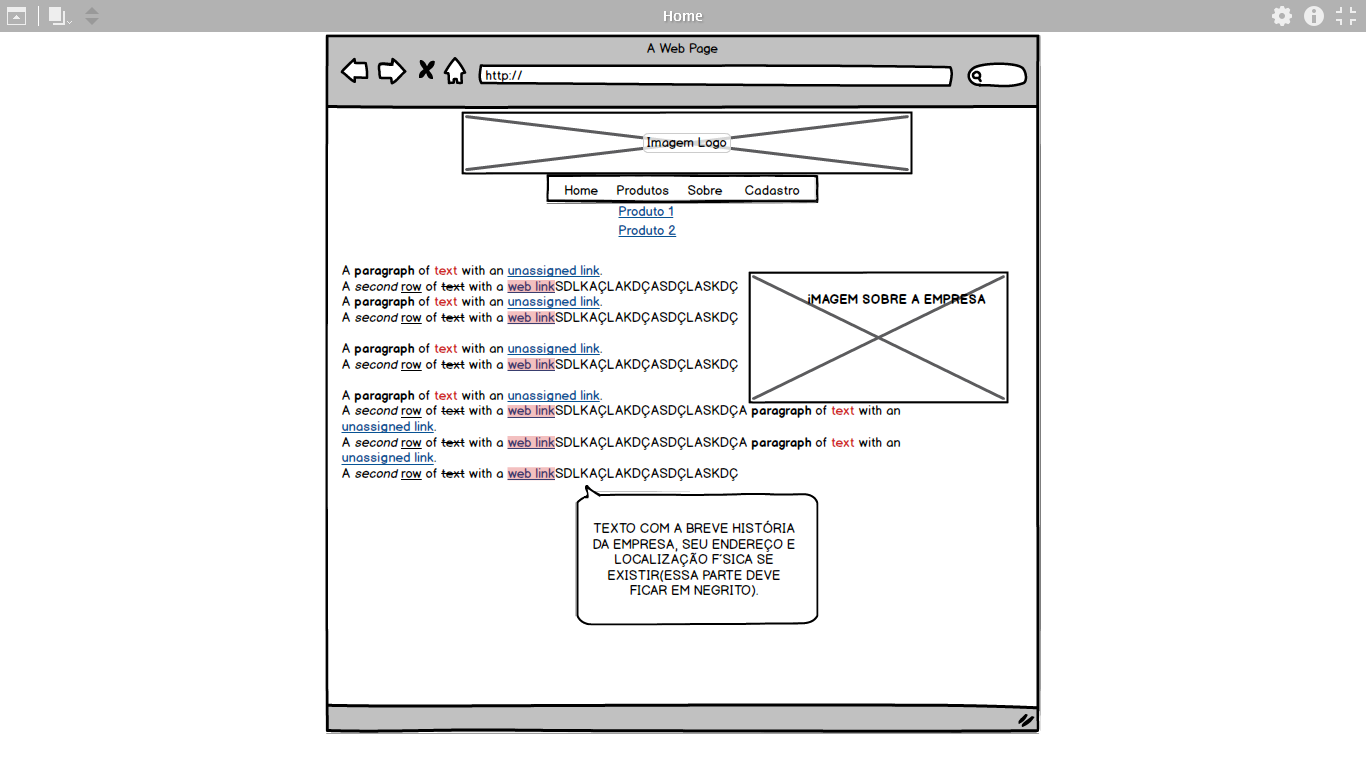 Home
A Web Page
http://
Imagem Logo
Home Produtos Sobre Cadastro
Produto 1
Produto 2
A paragraph of text with an unassigned link.
A second row of text with a web linkSDLKAÇLAKDÇASDÇLASKDÇ
A paragraph of text with an unassigned link.
A second row of text with a web linkSDLKAÇLAKDÇASDÇLASKDÇ
iMAGEM SOBRE A EMPRESA
A paragraph of text with an unassigned link.
A second row of text with a web linkSDLKAÇLAKDÇASDÇLASKDÇ
A paragraph of text with an unassigned link.
A second row of text with a web linkSDLKAÇLAKDÇASDÇLASKDÇA paragraph of text with an
unassigned link.
A second row of text with a web linkSDLKAÇLAKDÇASDÇLASKDÇA paragraph of text with an
unassigned link.
A second row of text with a web linkSDLKAÇLAKDÇASDÇLASKDÇ
TEXTO COM A BREVE HISTÓRIA
DA EMPRESA, SEU ENDEREÇO E
LOCALIZAÇÃO F´SICA SE
EXISTIR(ESSA PARTE DEVE
FICAR EM NEGRITO).